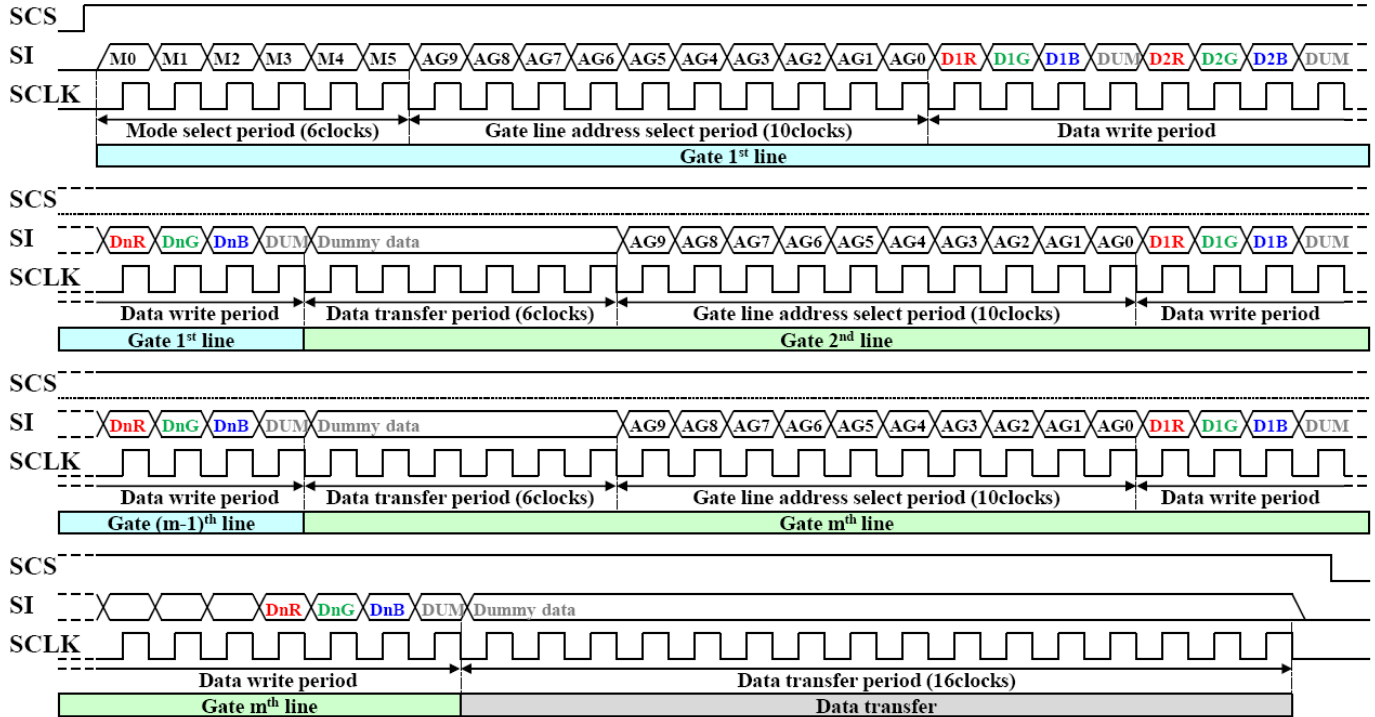 SCS
SI M0 M1 M2 M3 M4 M5 AG9 AG8 AG7 AG6 AG5 AG4 AG3 AG2 AG1 AG0 D1R D1G D1B DUM D2R D2G D2B DUM
SCLK
Mode select period (6clocks) Gate line address select period (10clocks) Data write period
Gate 1st line
SCS
SI DnR DnG DnB DUM Dummy data AG9 AG8 AG7 AG6 AG5 AG4 AG3 AG2 AG1 AG0 D1R D1G D1B DUM
SCLK
Data write period Data transfer period (6clocks) Gate line address select period (10clocks) Data write period
Gate 1st line Gate 2nd line
SCS
SI DnR DnG DnB DUM Dummy data AG9 AG8 AG7 AG6 AG5 AG4 AG3 AG2 AG1 AG0 D1R D1G D1B DUM
SCLK
Data write period Data transfer period (6clocks) Gate line address select period (10clocks) Data write period
Gate (m-1)th line Gate mth line
SCS
SI DnR DnG DnB DUM Dummy data
SCLK
Data write period Data transfer period (16clocks)
Gate mth line Data transfer